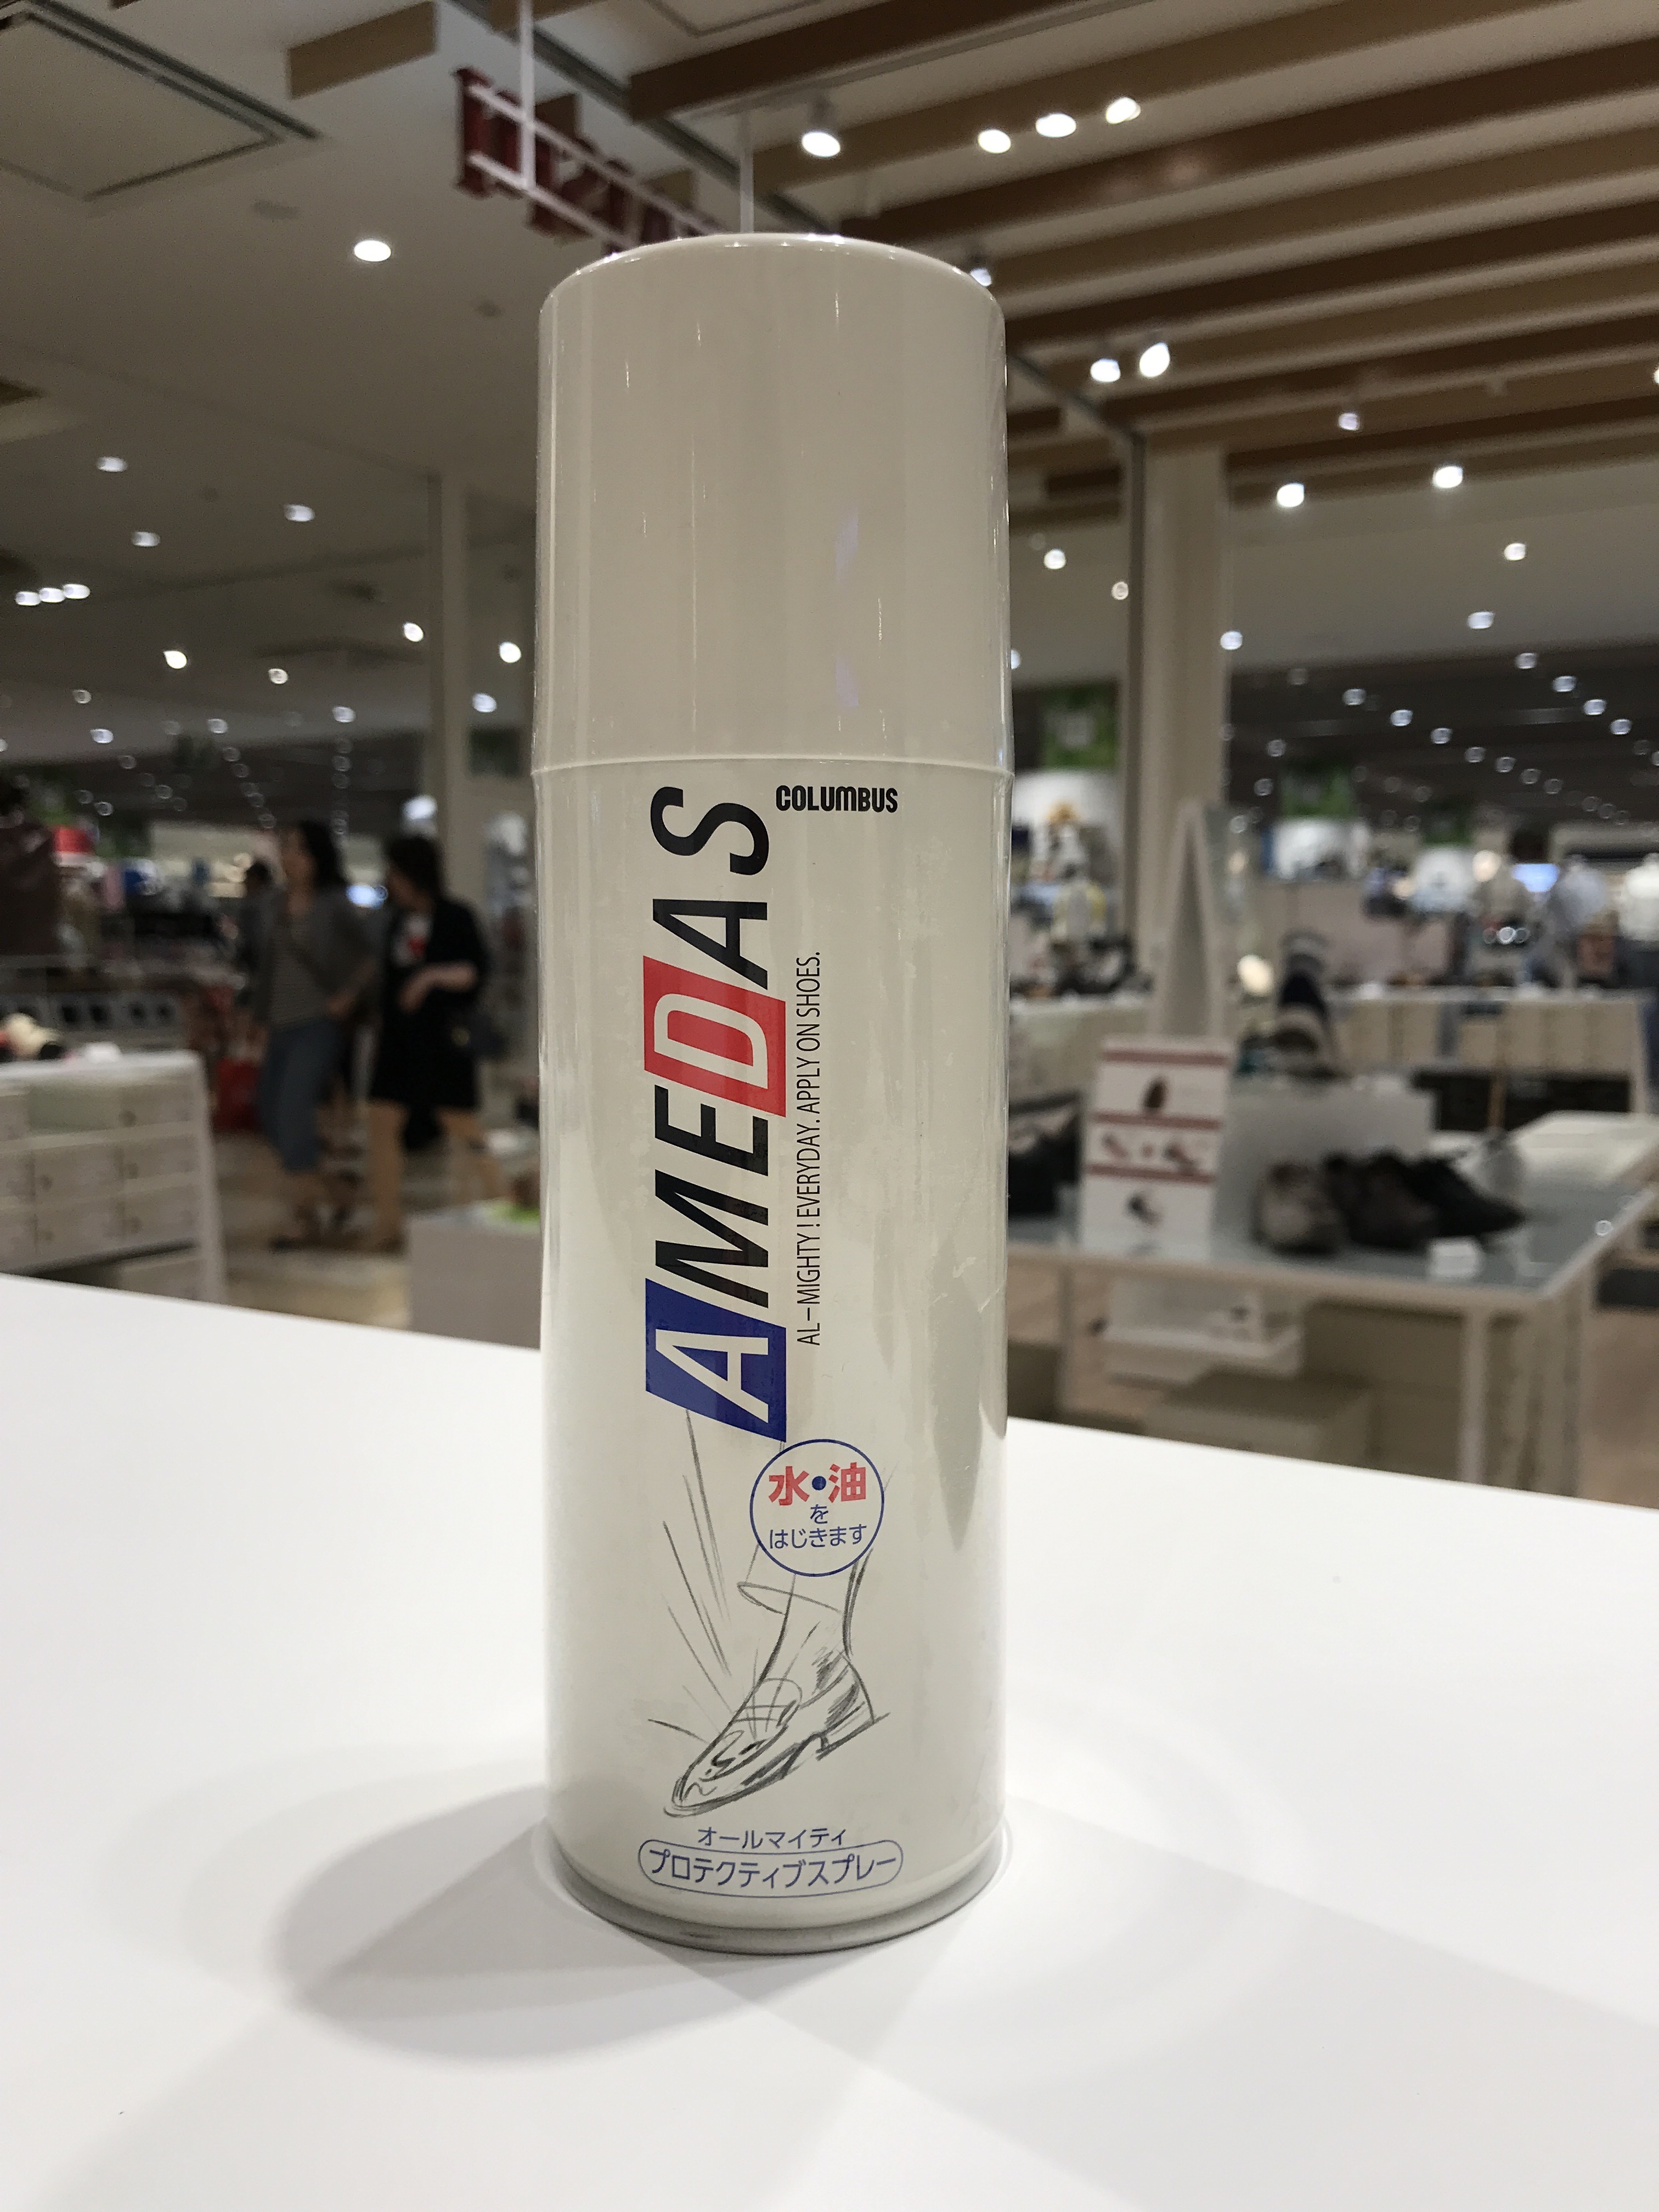 COLUMBUS
AMEDAS
AL−MIGHTY ! EVERYDAY. APPLY ON SHOES.
水・油
を
はじきます
オールマイティ
プロテクティブスプレー